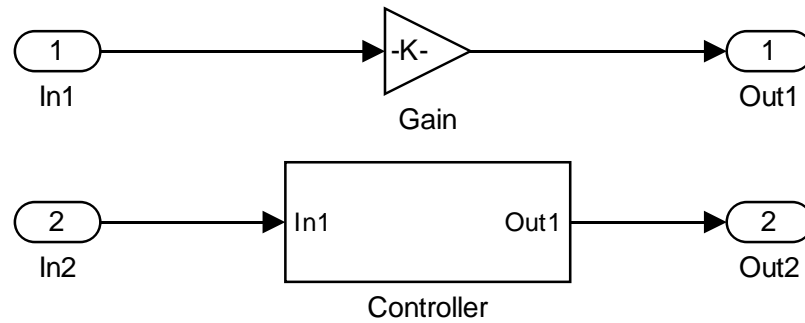 1
-K-
1
In1
Gain
Out1
2
In1
Out1
2
In2
Out2
Controller